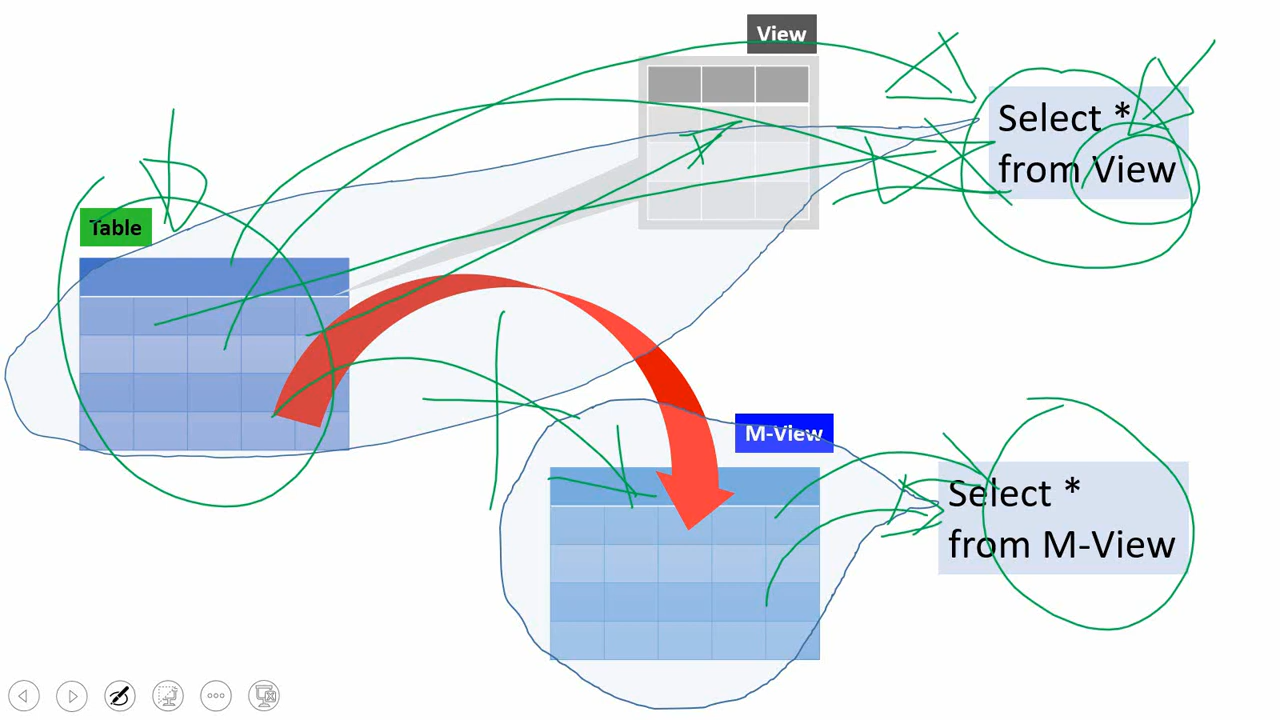 View
Select *
from View
Table
M-View
Select *
from M-View